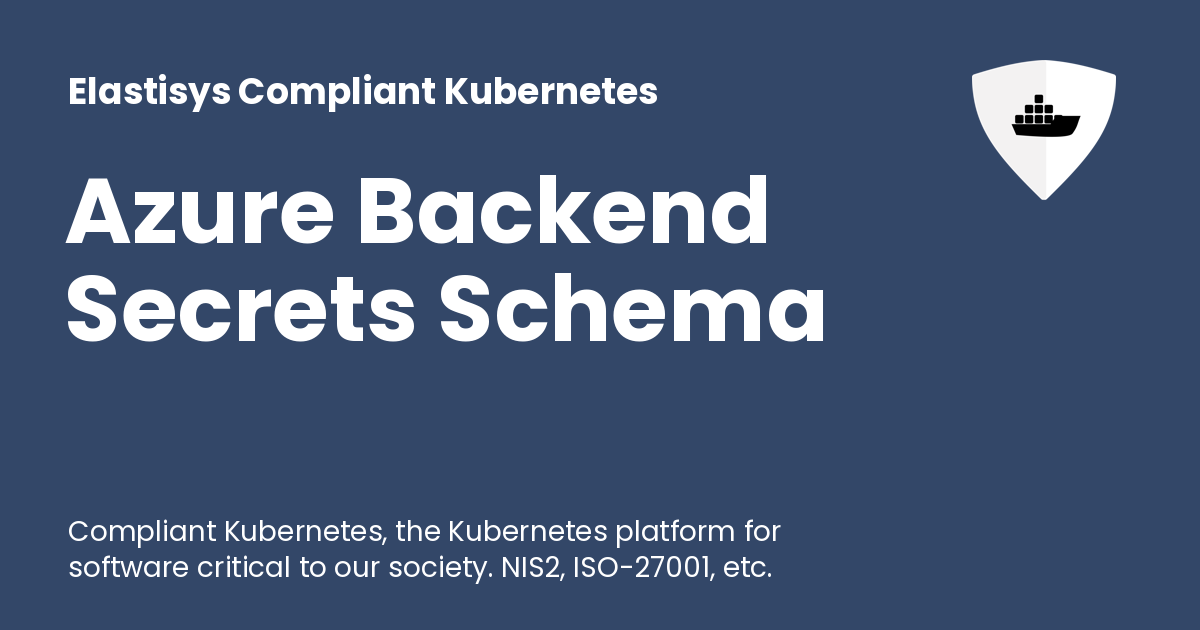 Elastisys Compliant Kubernetes
Azure Backend
Secrets Schema
Compliant Kubernetes, the Kubernetes platform for
software critical to our society. NIS2, ISO-27001, etc.